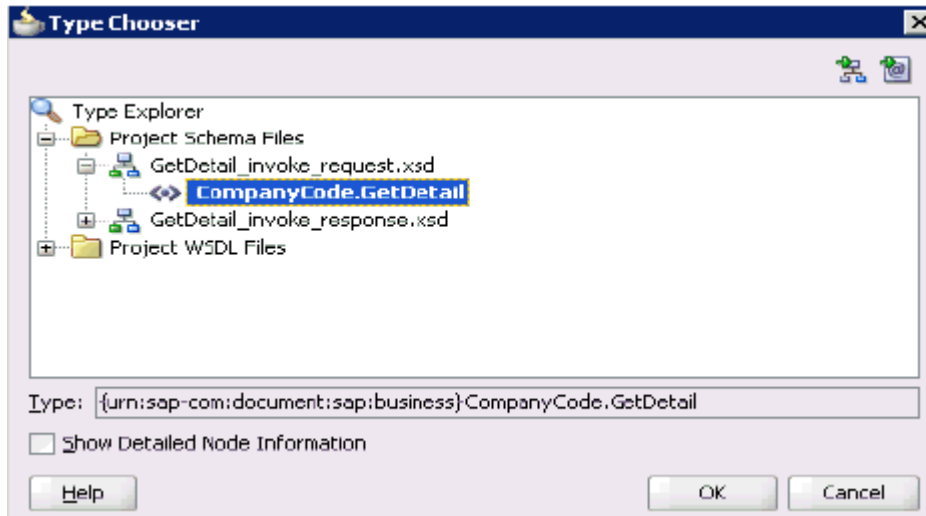 Type Chooser
Type Explorer
Project Schema Files
GetDetail_invoke_request.xsd
CompanyCode.GetDetail
GetDetail_invoke_response.xsd
Project WSDL Files
Type: {urn:sap-com:document:sap:business}CompanyCode.GetDetail
Show Detailed Node Information
Help OK Cancel